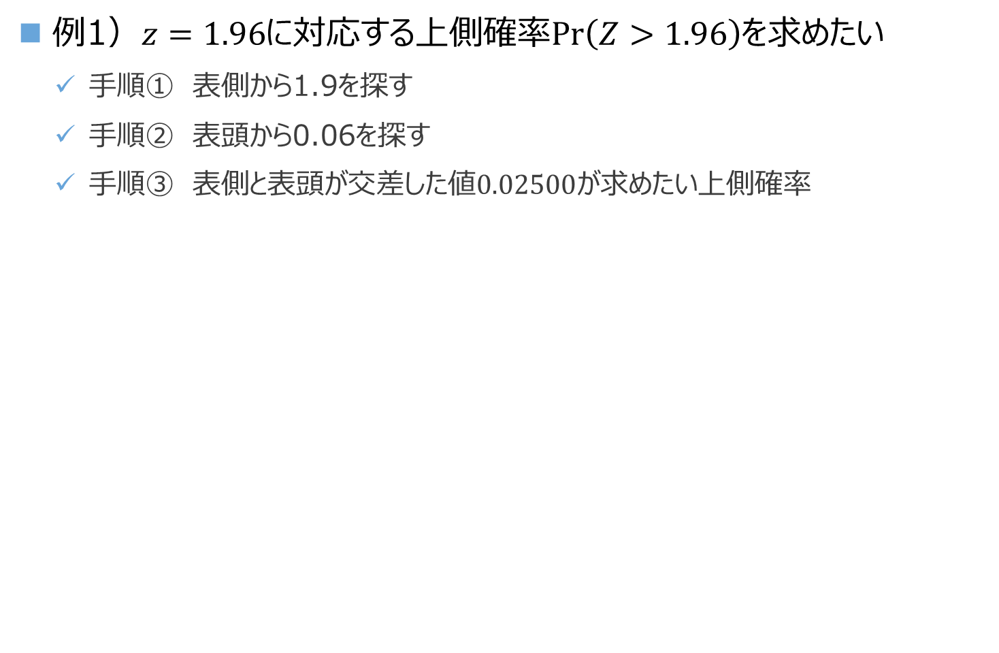 ■ 例1）z = 1.96に対応する上側確率Pr(Z > 1.96)を求めたい
✓ 手順① 表側から1.9を探す
✓ 手順② 表頭から0.06を探す
✓ 手順③ 表側と表頭が交差した値0.02500が求めたい上側確率